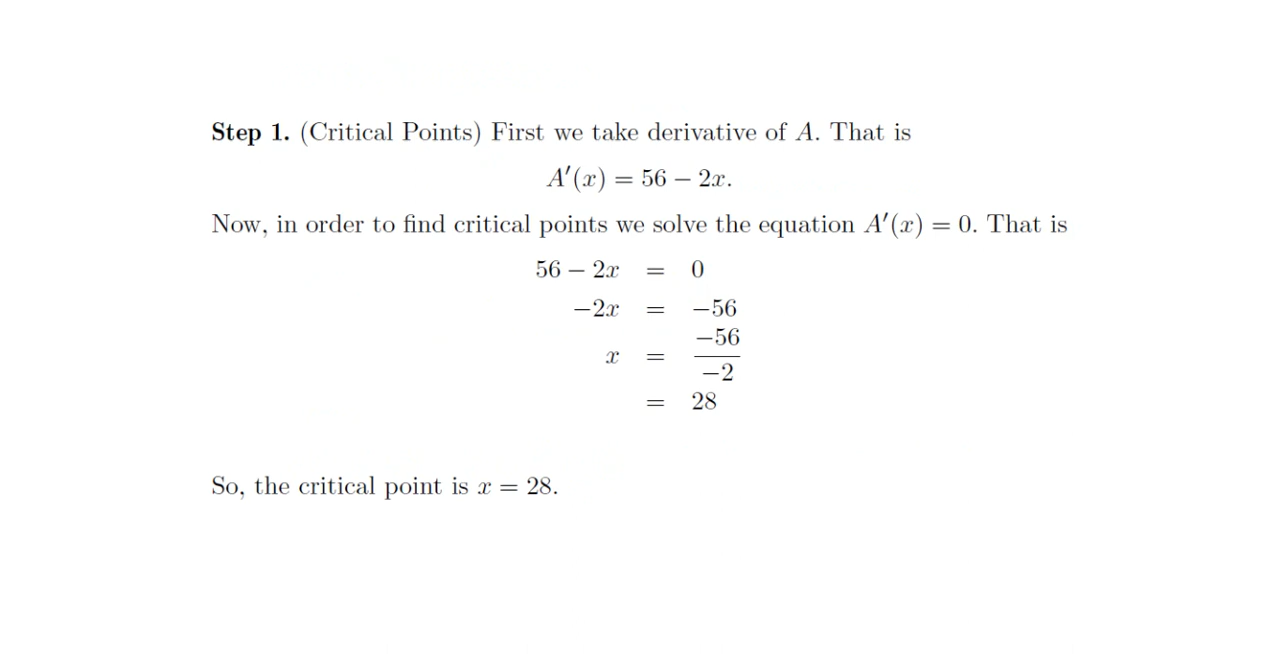 Step 1. (Critical Points) First we take derivative of A. That is
A′(x) = 56 − 2x.
Now, in order to find critical points we solve the equation A′(x) = 0. That is
56 − 2x = 0
−2x = −56
x = −56/−2
= 28
So, the critical point is x = 28.